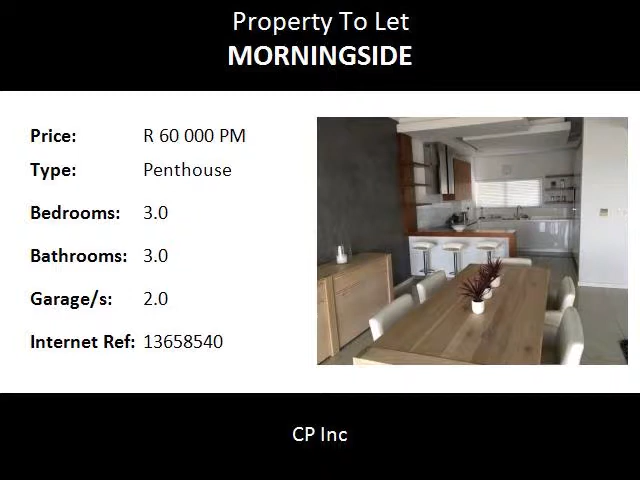 Property To Let
MORNINGSIDE
Price: R 60 000 PM
Type: Penthouse
Bedrooms: 3.0
Bathrooms: 3.0
Garage/s: 2.0
Internet Ref: 13658540
CP Inc